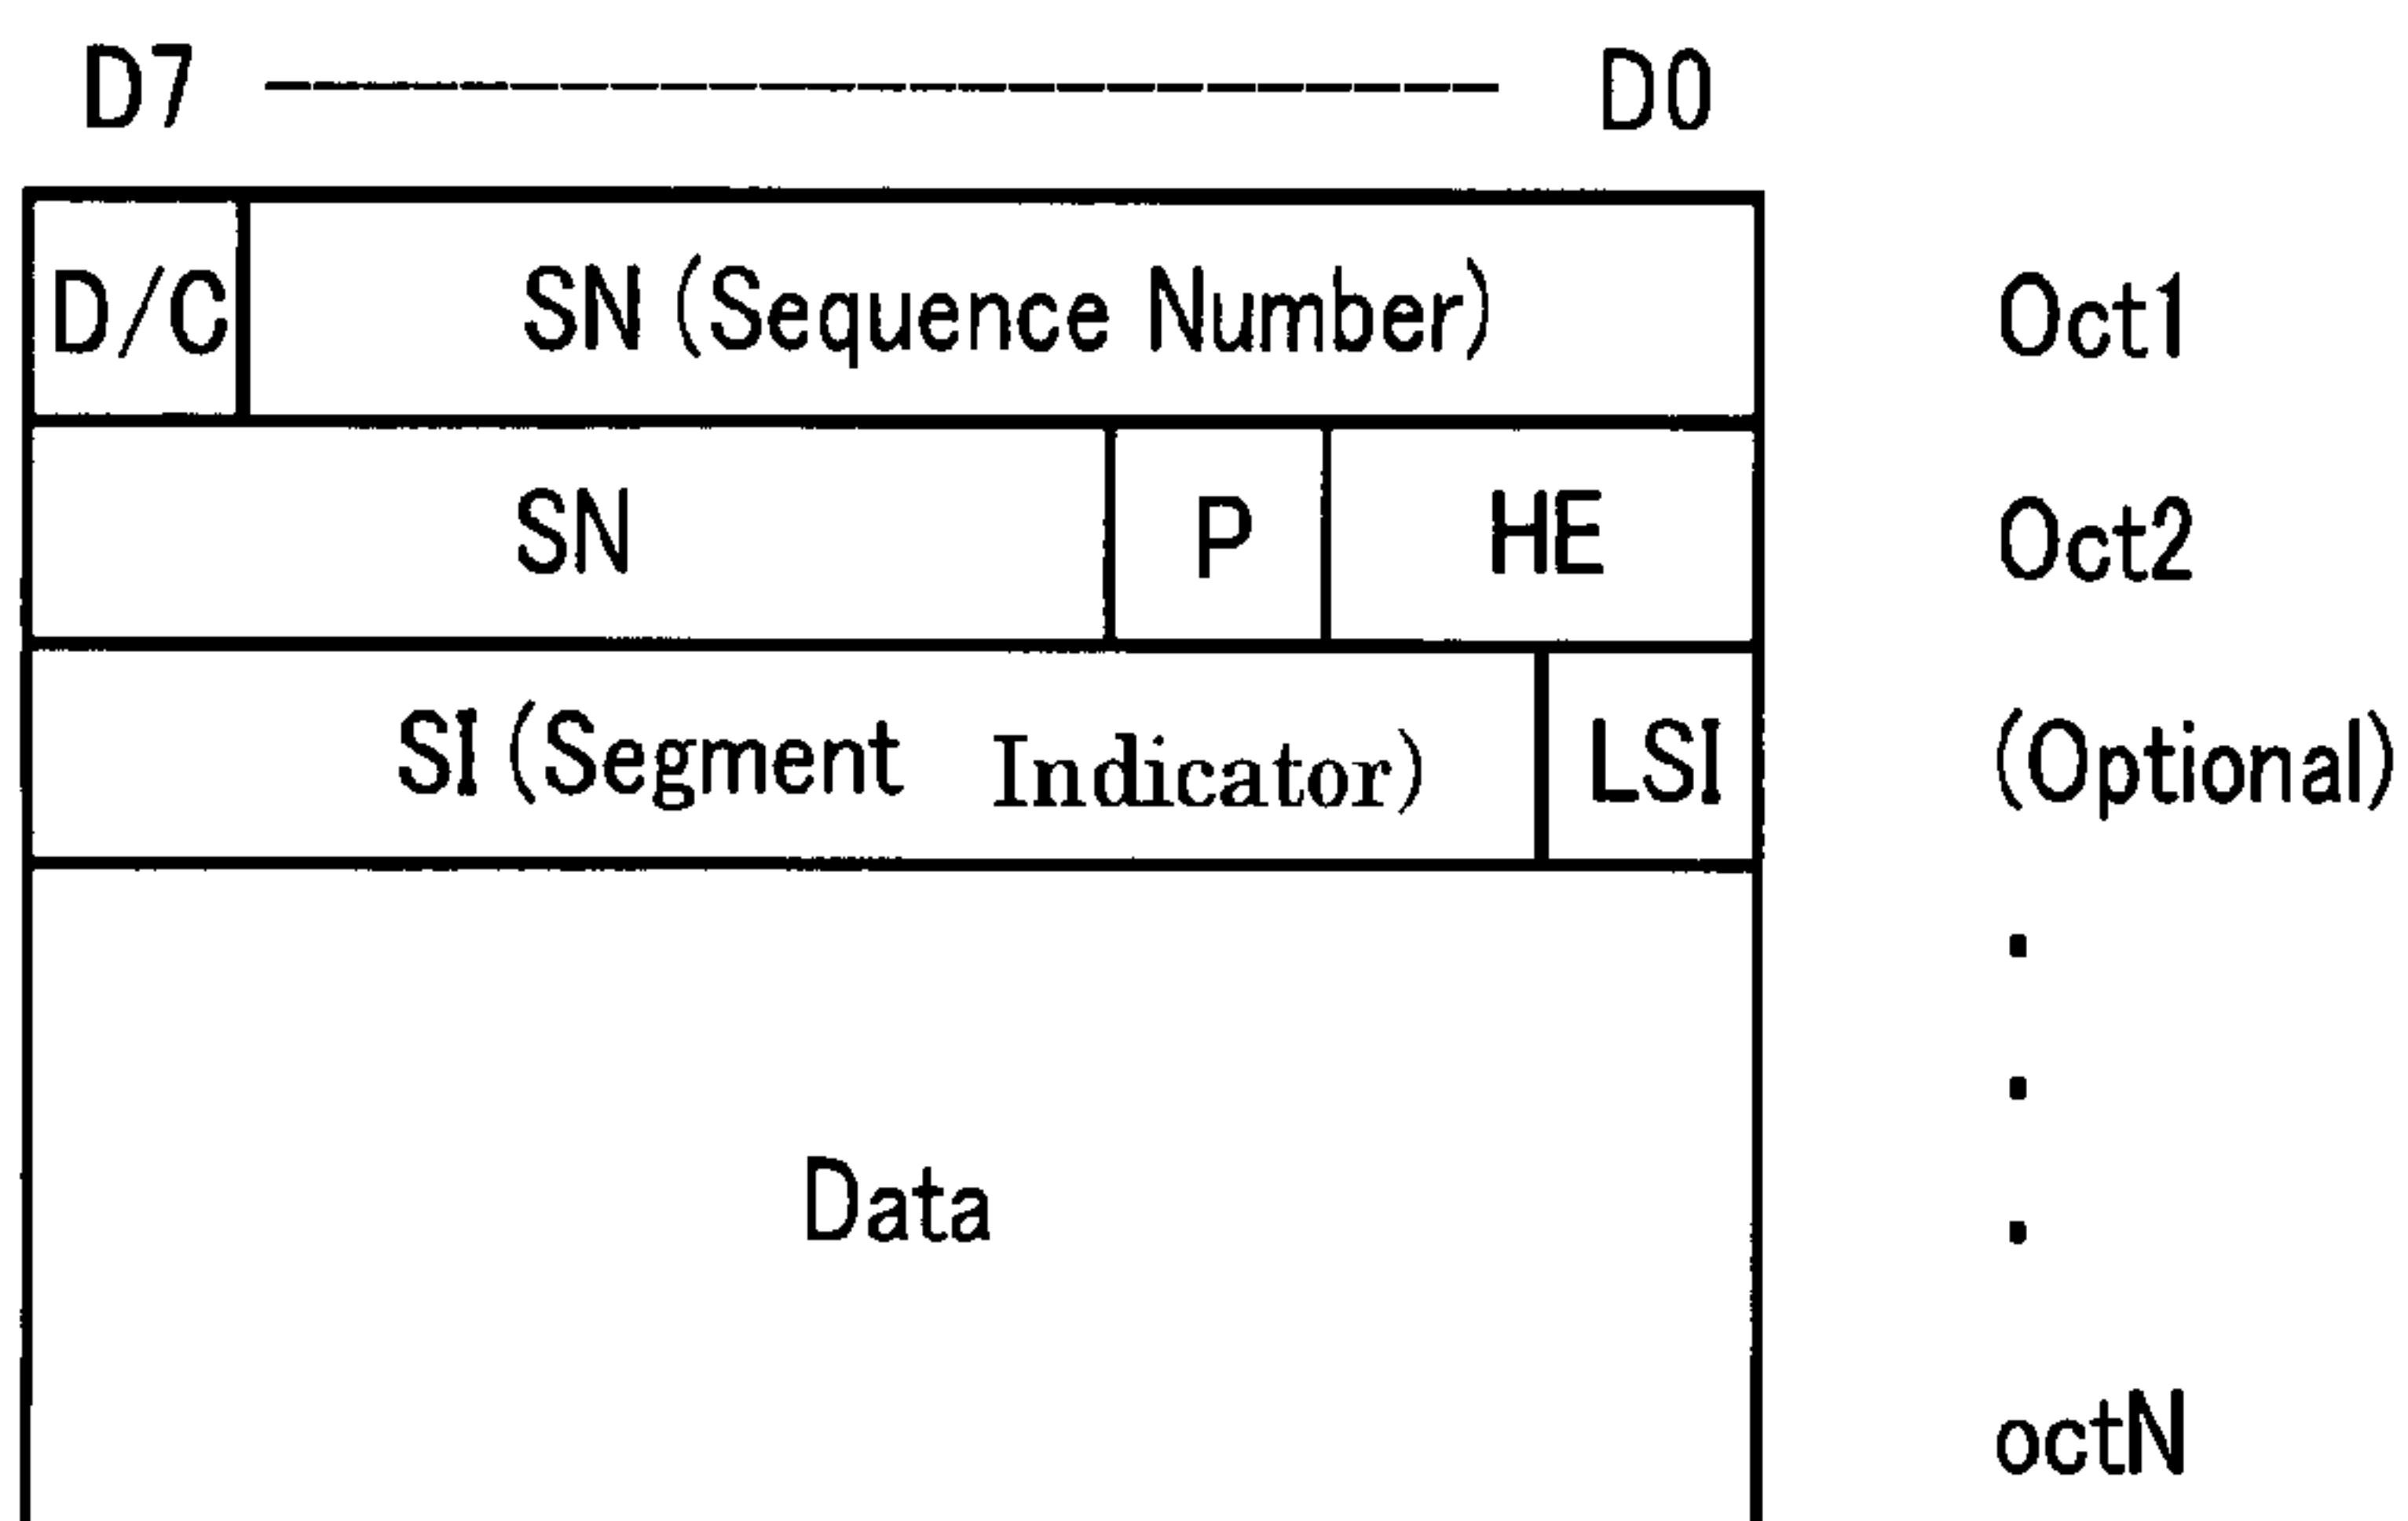 D7 ------------------------- D0
D/C SN (Sequence Number) Oct1
SN P HE Oct2
SI (Segment Indicator) LSI (Optional)
Data
octN